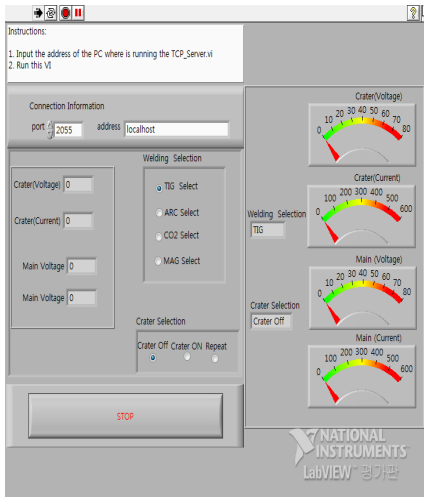 Instructions:
1. Input the address of the PC where is running the TCP_Server.vi
2. Run this VI
Connection Information
port 2055 address localhost
Welding Selection
Crater(Voltage) 0
Crater(Current) 0
Main Voltage 0
Main Voltage 0
TIG Select
ARC Select
CO2 Select
MAG Select
Crater Selection
Crater Off Crater ON Repeat
STOP
Welding Selection
TIG
Crater Selection
Crater Off
Crater(Voltage)
0 10 20 30 40 50 60 70 80
Crater(Current)
0 100 200 300 400 500 600
Main (Voltage)
0 10 20 30 40 50 60 70 80
Main (Current)
0 100 200 300 400 500 600
NATIONAL
INSTRUMENTS
LabVIEW 평가판